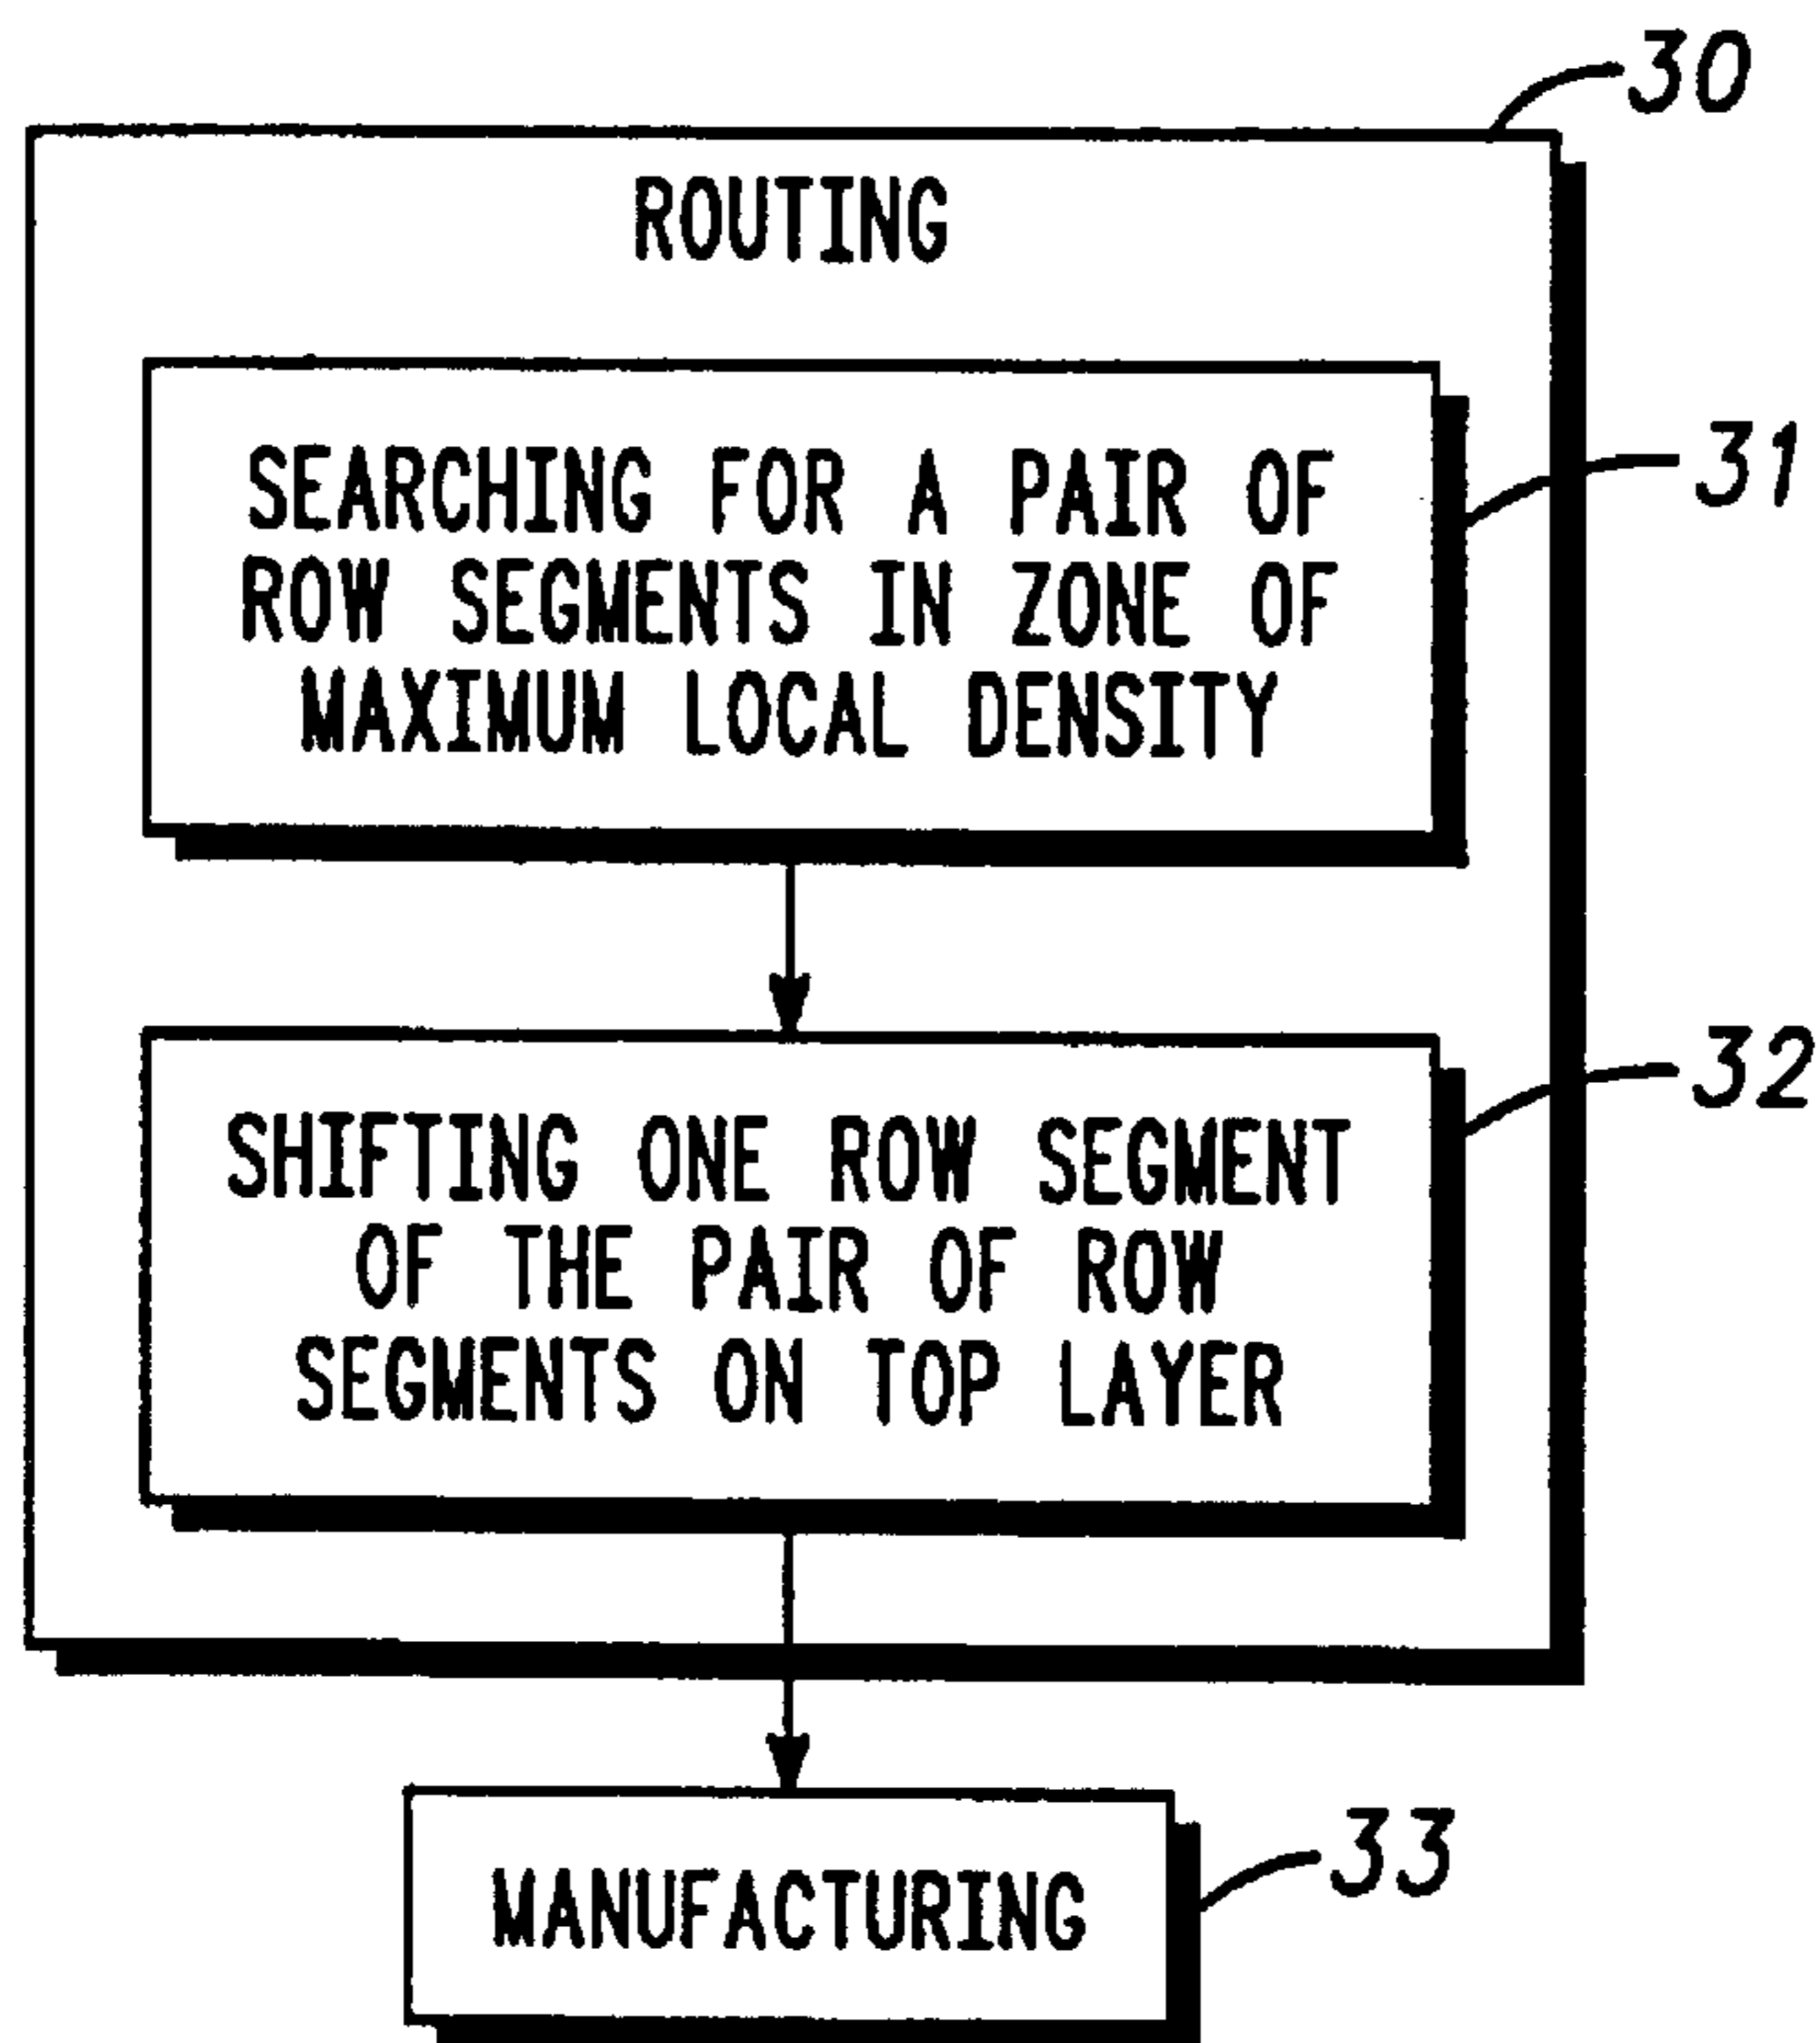 30
ROUTING
SEARCHING FOR A PAIR OF
ROW SEGMENTS IN ZONE OF
MAXIMUM LOCAL DENSITY
31
SHIFTING ONE ROW SEGMENT
OF THE PAIR OF ROW
SEGMENTS ON TOP LAYER
32
MANUFACTURING
33